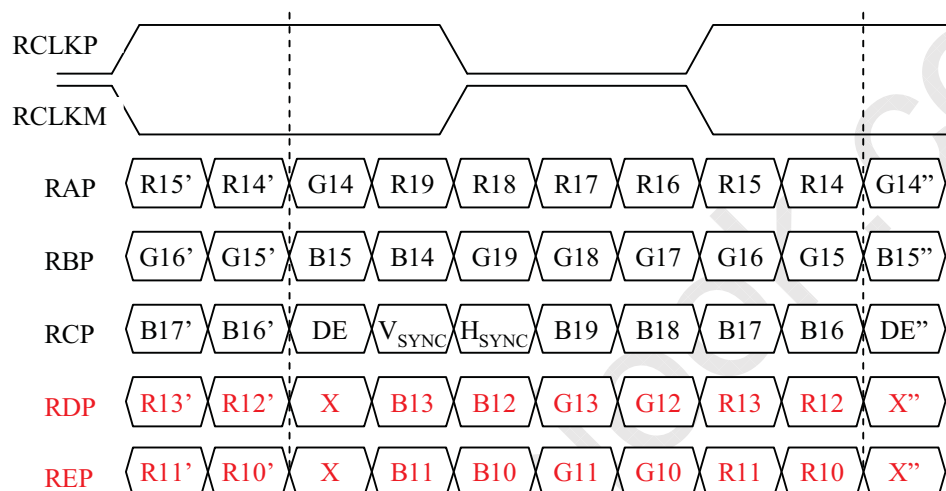 RCLKP
RCLKM
RAP R15’ R14’ G14 R19 R18 R17 R16 R15 R14 G14”
RBP G16’ G15’ B15 B14 G19 G18 G17 G16 G15 B15”
RCP B17’ B16’ DE VSYNC HSYNC B19 B18 B17 B16 DE”
RDP R13’ R12’ X B13 B12 G13 G12 R13 R12 X”
REP R11’ R10’ X B11 B10 G11 G10 R11 R10 X”